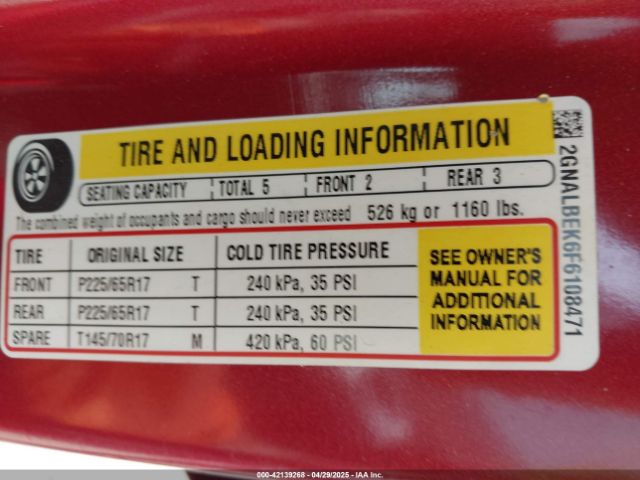 TIRE AND LOADING INFORMATION
SEATING CAPACITY TOTAL 5 FRONT 2 REAR 3
The combined weight of occupants and cargo should never exceed 526 kg or 1160 lbs.
TIRE ORIGINAL SIZE COLD TIRE PRESSURE
FRONT P225/65R17 T 240 kPa, 35 PSI
REAR P225/65R17 T 240 kPa, 35 PSI
SPARE T145/70R17 M 420 kPa, 60 PSI
SEE OWNER'S
MANUAL FOR
ADDITIONAL
INFORMATION
2GNALBEK6F6108471
000-42139268 - 04/29/2025 - IAA Inc.